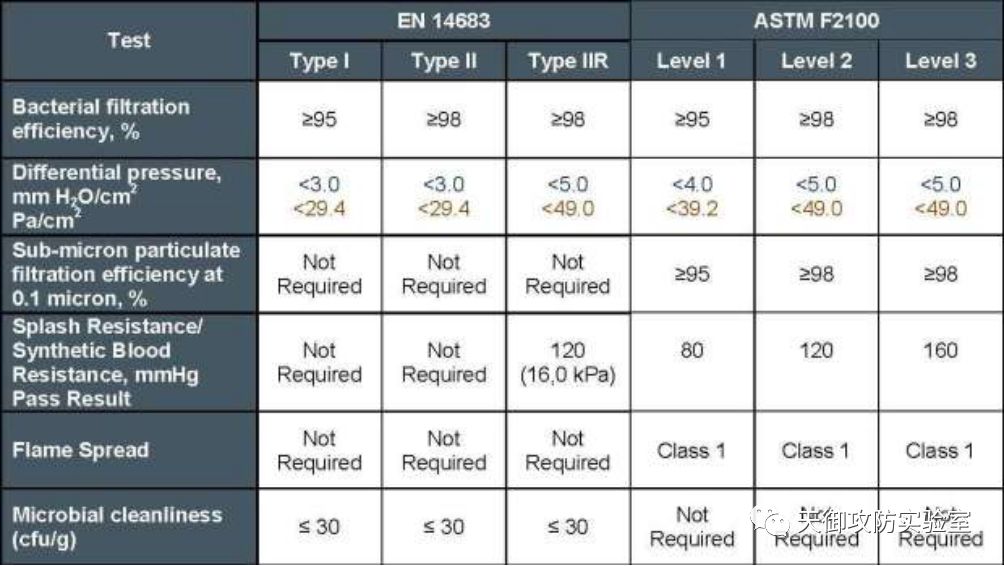 Test
EN 14683
ASTM F2100
Type I
Type II
Type IIR
Level 1
Level 2
Level 3
Bacterial filtration
efficiency, %
≥95
≥98
≥98
≥95
≥98
≥98
Differential pressure,
mm H₂O/cm²
Pa/cm²
<3.0
<29.4
<3.0
<29.4
<5.0
<49.0
<4.0
<39.2
<5.0
<49.0
<5.0
<49.0
Sub-micron particulate
filtration efficiency at
0.1 micron, %
Not
Required
Not
Required
Not
Required
≥95
≥98
≥98
Splash Resistance/
Synthetic Blood
Resistance, mmHg
Pass Result
Not
Required
Not
Required
120
(16,0 kPa)
80
120
160
Flame Spread
Not
Required
Not
Required
Not
Required
Class 1
Class 1
Class 1
Microbial cleanliness
(cfu/g)
≤ 30
≤ 30
≤ 30
Not
Required
Not
Required
Not
Required
天御攻防实验室